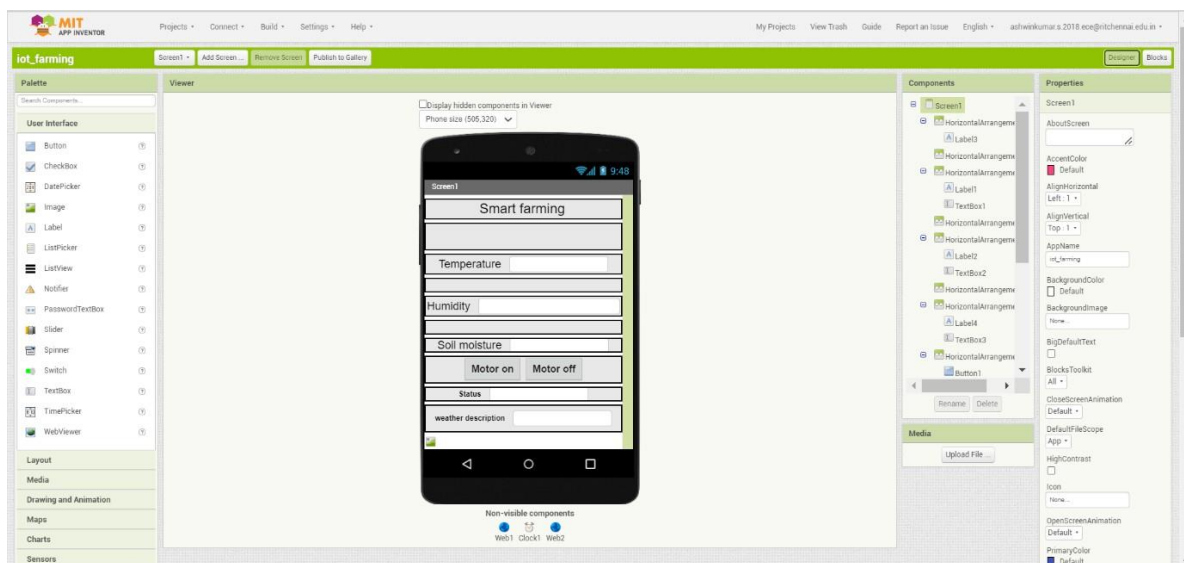 MIT
APP INVENTOR
Projects Connect Build Settings Help
My Projects View Trash Guide Report an Issue English ashwinkumar.s.2018.ece@ritchennai.edu.in
iot_farming
Screen1 Add Screen... Remove Screen Publish to Gallery
Designer Blocks
Palette
Search Components...
User Interface
Button
CheckBox
DatePicker
Image
Label
ListPicker
ListView
Notifier
PasswordTextBox
Slider
Spinner
Switch
TextBox
TimePicker
WebViewer
Layout
Media
Drawing and Animation
Maps
Charts
Sensors
Viewer
Display hidden components in Viewer
Phone size (505,320)
9:48
Screen1
Smart farming
Temperature
Humidity
Soil moisture
Motor on Motor off
Status
weather description
Non-visible components
Web1 Clock1 Web2
Components
Screen1
HorizontalArrangeme
Label3
HorizontalArrangeme
HorizontalArrangeme
Label1
TextBox1
HorizontalArrangeme
HorizontalArrangeme
Label2
TextBox2
HorizontalArrangeme
HorizontalArrangeme
Label4
TextBox3
HorizontalArrangeme
Button1
Rename Delete
Media
Upload File ...
Properties
Screen1
AboutScreen
AccentColor
Default
AlignHorizontal
Left : 1
AlignVertical
Top : 1
AppName
iot_farming
BackgroundColor
Default
BackgroundImage
None...
BigDefaultText
BlocksToolkit
All
CloseScreenAnimation
Default
DefaultFileScope
App
HighContrast
Icon
None...
OpenScreenAnimation
Default
PrimaryColor
Default